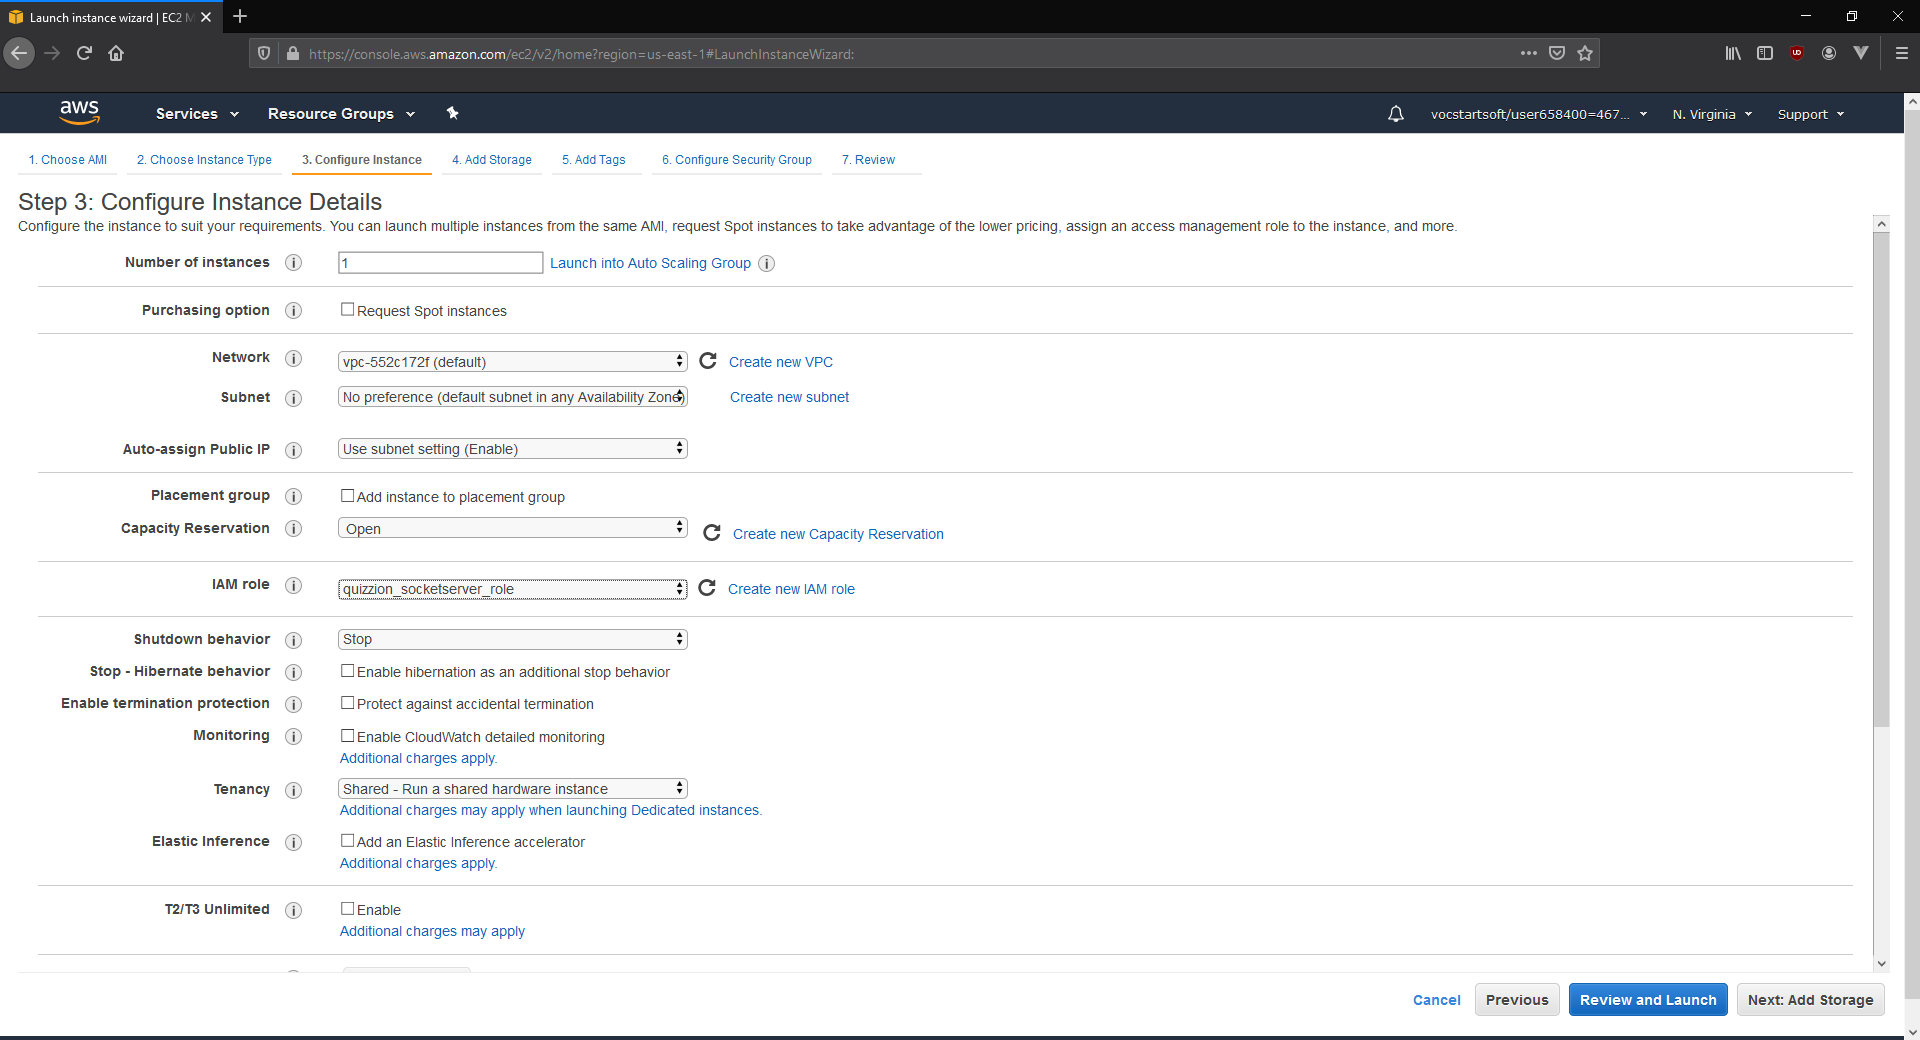 Launch instance wizard | EC2 M
https://console.aws.amazon.com/ec2/v2/home?region=us-east-1#LaunchInstanceWizard:
aws Services Resource Groups vocstartsoft/user658400=467... N. Virginia Support
1. Choose AMI 2. Choose Instance Type 3. Configure Instance 4. Add Storage 5. Add Tags 6. Configure Security Group 7. Review
Step 3: Configure Instance Details
Configure the instance to suit your requirements. You can launch multiple instances from the same AMI, request Spot instances to take advantage of the lower pricing, assign an access management role to the instance, and more.
Number of instances i 1 Launch into Auto Scaling Group i
Purchasing option i Request Spot instances
Network i vpc-552c172f (default) Create new VPC
Subnet i No preference (default subnet in any Availability Zone) Create new subnet
Auto-assign Public IP i Use subnet setting (Enable)
Placement group i Add instance to placement group
Capacity Reservation i Open Create new Capacity Reservation
IAM role i quizzion_socketserver_role Create new IAM role
Shutdown behavior i Stop
Stop - Hibernate behavior i Enable hibernation as an additional stop behavior
Enable termination protection i Protect against accidental termination
Monitoring i Enable CloudWatch detailed monitoring
Additional charges apply.
Tenancy i Shared - Run a shared hardware instance
Additional charges may apply when launching Dedicated instances.
Elastic Inference i Add an Elastic Inference accelerator
Additional charges apply.
T2/T3 Unlimited i Enable
Additional charges may apply
Cancel Previous Review and Launch Next: Add Storage